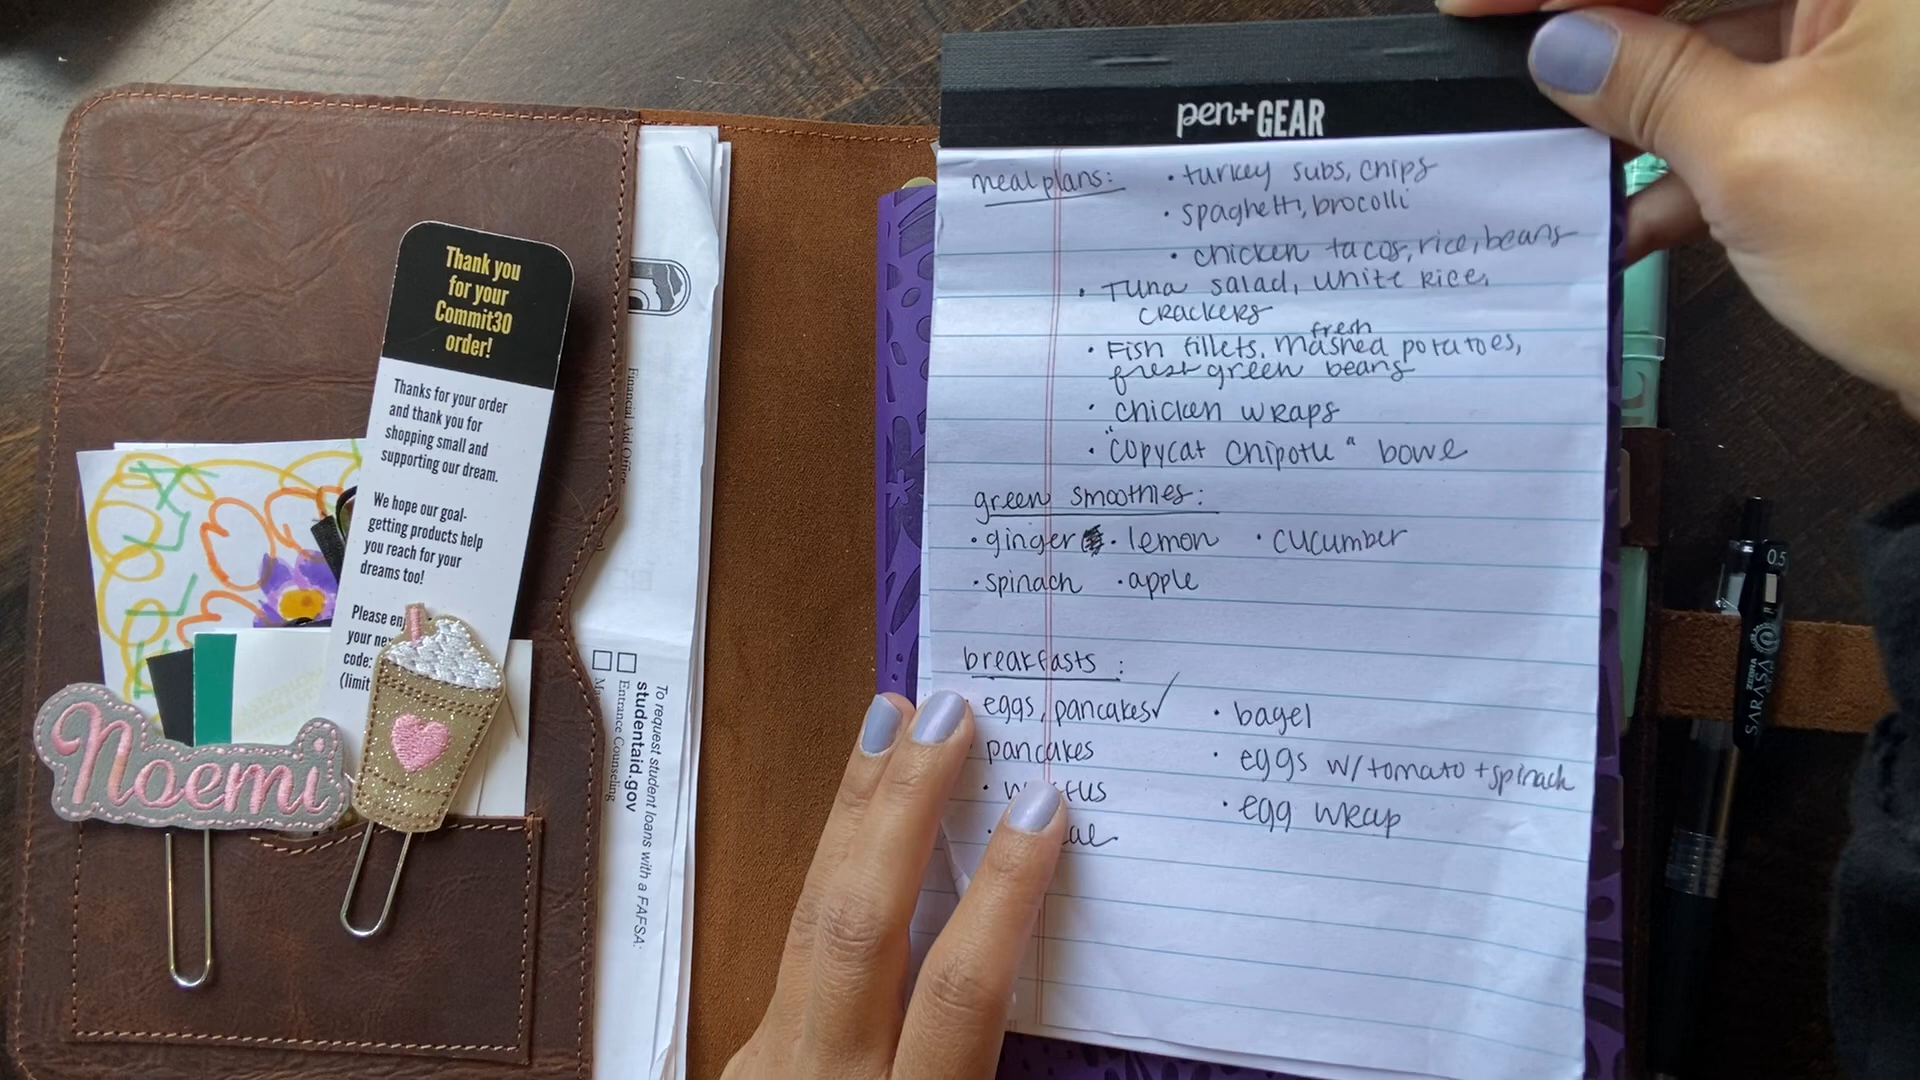 Thank you
for your
Commit30
order!
Thanks for your order
and thank you for
shopping small and
supporting our dream.
We hope our goal-
getting products help
you reach for your
dreams too!
Please
your
code:
Noemi
Financial Aid Office
To request student loans with a FAFSA:
studentaid.gov
Entrance Counseling
pen+GEAR
meal plans:
• turkey subs, chips
• spaghetti, brocolli
• chicken tacos, rice, beans
• Tuna salad, white rice,
crackers
• Fish fillets, mashed potatoes,
fresh
green beans
• chicken wraps
• "Copycat Chipotle" bowl
green smoothies:
• ginger • lemon • cucumber
• spinach • apple
breakfasts:
eggs, pancakes ✓ • bagel
pancakes • eggs w/ tomato + spinach
• egg wrap
0.5
SARASA